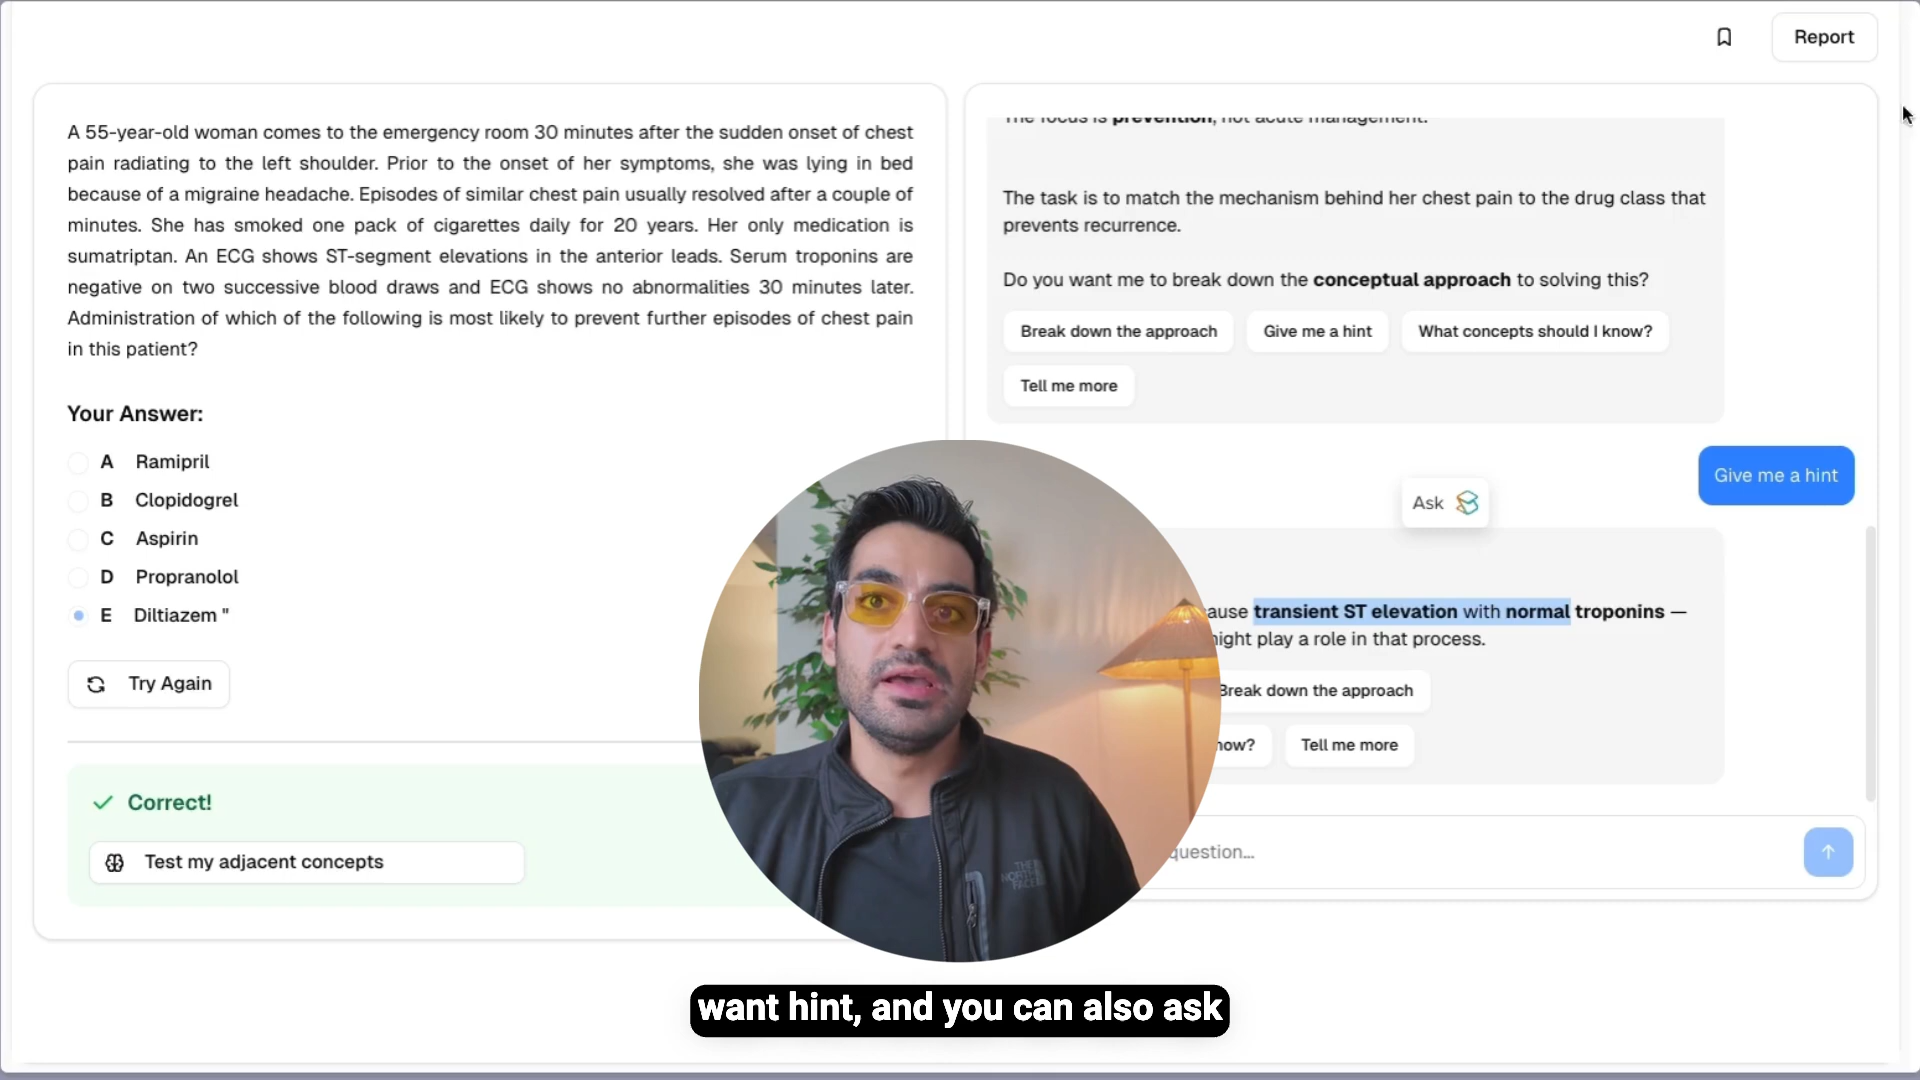 Report
A 55-year-old woman comes to the emergency room 30 minutes after the sudden onset of chest
pain radiating to the left shoulder. Prior to the onset of her symptoms, she was lying in bed
because of a migraine headache. Episodes of similar chest pain usually resolved after a couple of
minutes. She has smoked one pack of cigarettes daily for 20 years. Her only medication is
sumatriptan. An ECG shows ST-segment elevations in the anterior leads. Serum troponins are
negative on two successive blood draws and ECG shows no abnormalities 30 minutes later.
Administration of which of the following is most likely to prevent further episodes of chest pain
in this patient?
Your Answer:
A Ramipril
B Clopidogrel
C Aspirin
D Propranolol
E Diltiazem "
Try Again
Correct!
Test my adjacent concepts
The focus is prevention, not acute management.
The task is to match the mechanism behind her chest pain to the drug class that
prevents recurrence.
Do you want me to break down the conceptual approach to solving this?
Break down the approach
Give me a hint
What concepts should I know?
Tell me more
Give me a hint
Ask
transient ST elevation with normal troponins —
play a role in that process.
Break down the approach
Tell me more
question...
THE
NORTH
FACE
want hint, and you can also ask